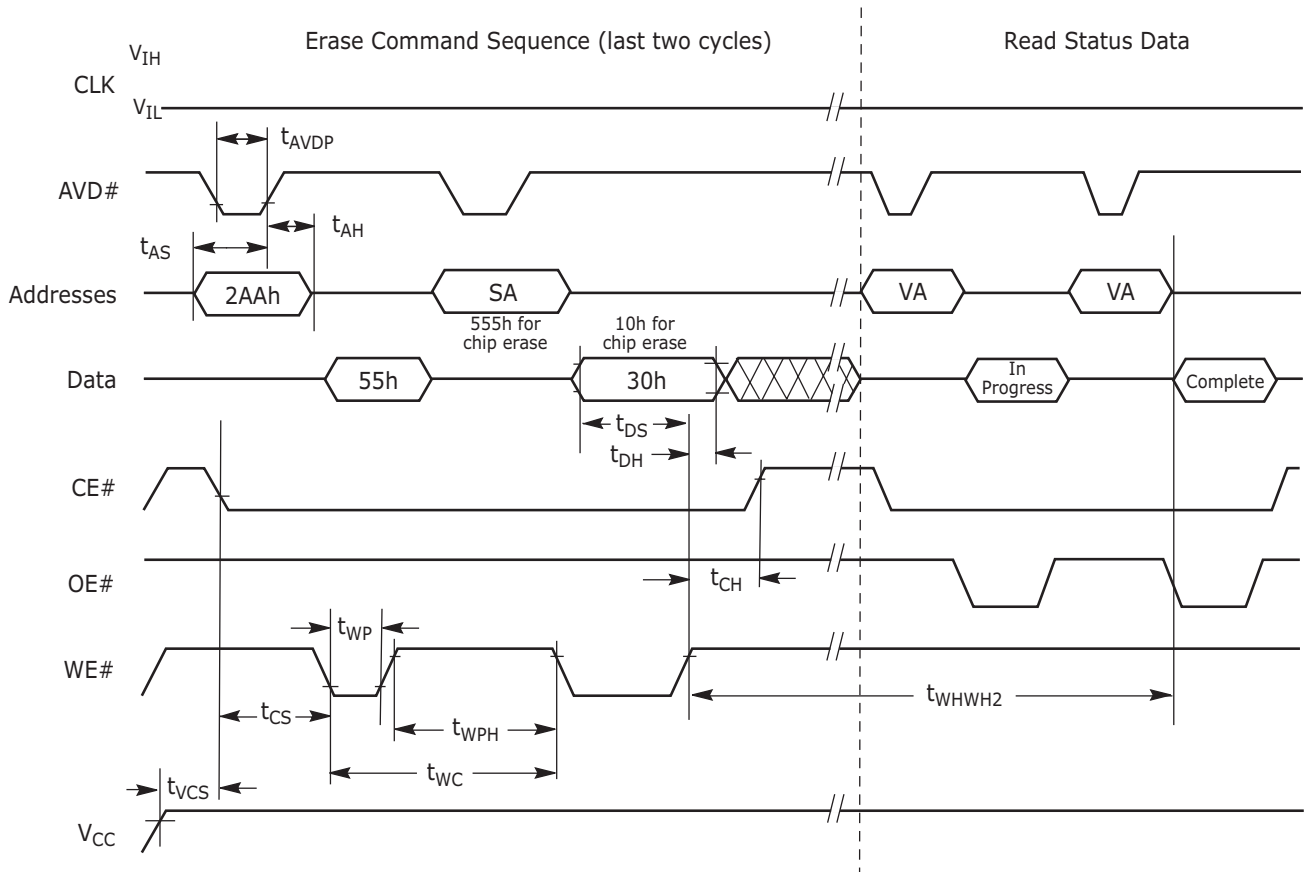 Erase Command Sequence (last two cycles)
Read Status Data
VIH
CLK
VIL
tAVDP
AVD#
tAH
tAS
Addresses
2AAh
SA
VA
VA
555h for
chip erase
10h for
chip erase
Data
55h
30h
In
Progress
Complete
tDS
tDH
CE#
OE#
tCH
tWP
WE#
tCS
tWPH
tWHWH2
tWC
tVCS
VCC